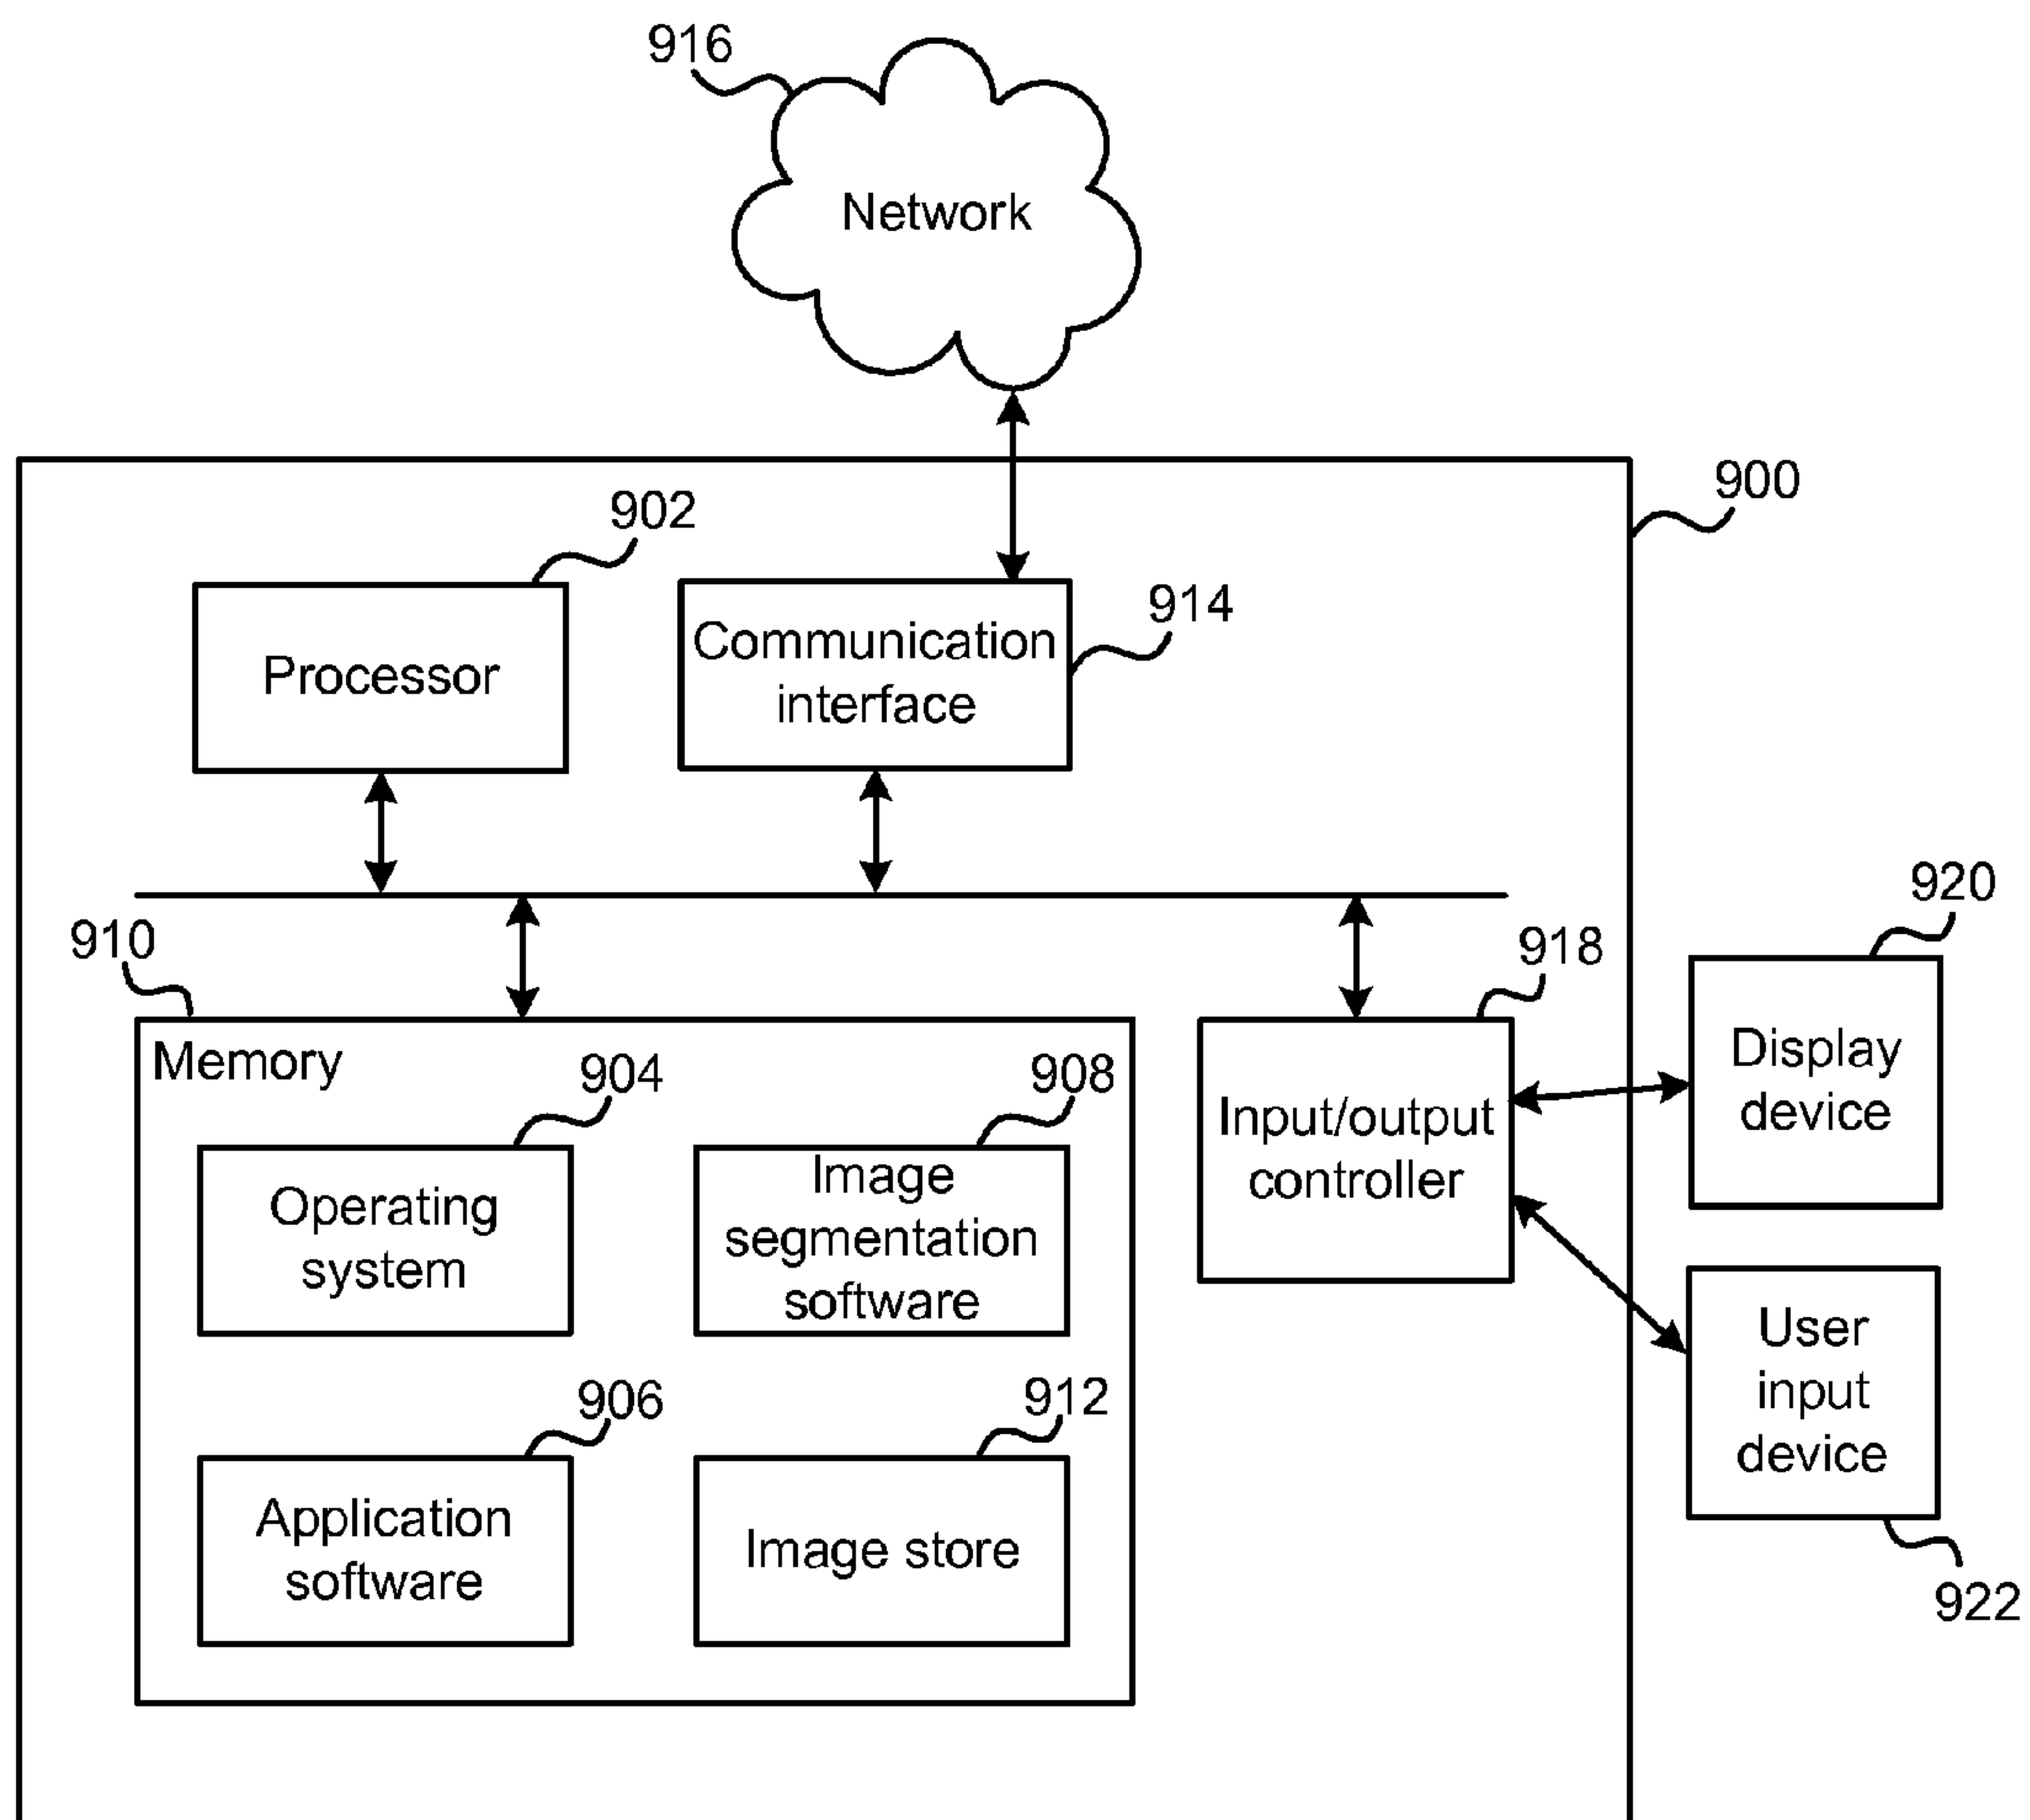 916
Network
900
902
914
Processor
Communication
interface
920
910
918
Memory
904
908
Display
device
Input/output
controller
Operating
system
Image
segmentation
software
User
input
device
906
912
Application
software
Image store
922